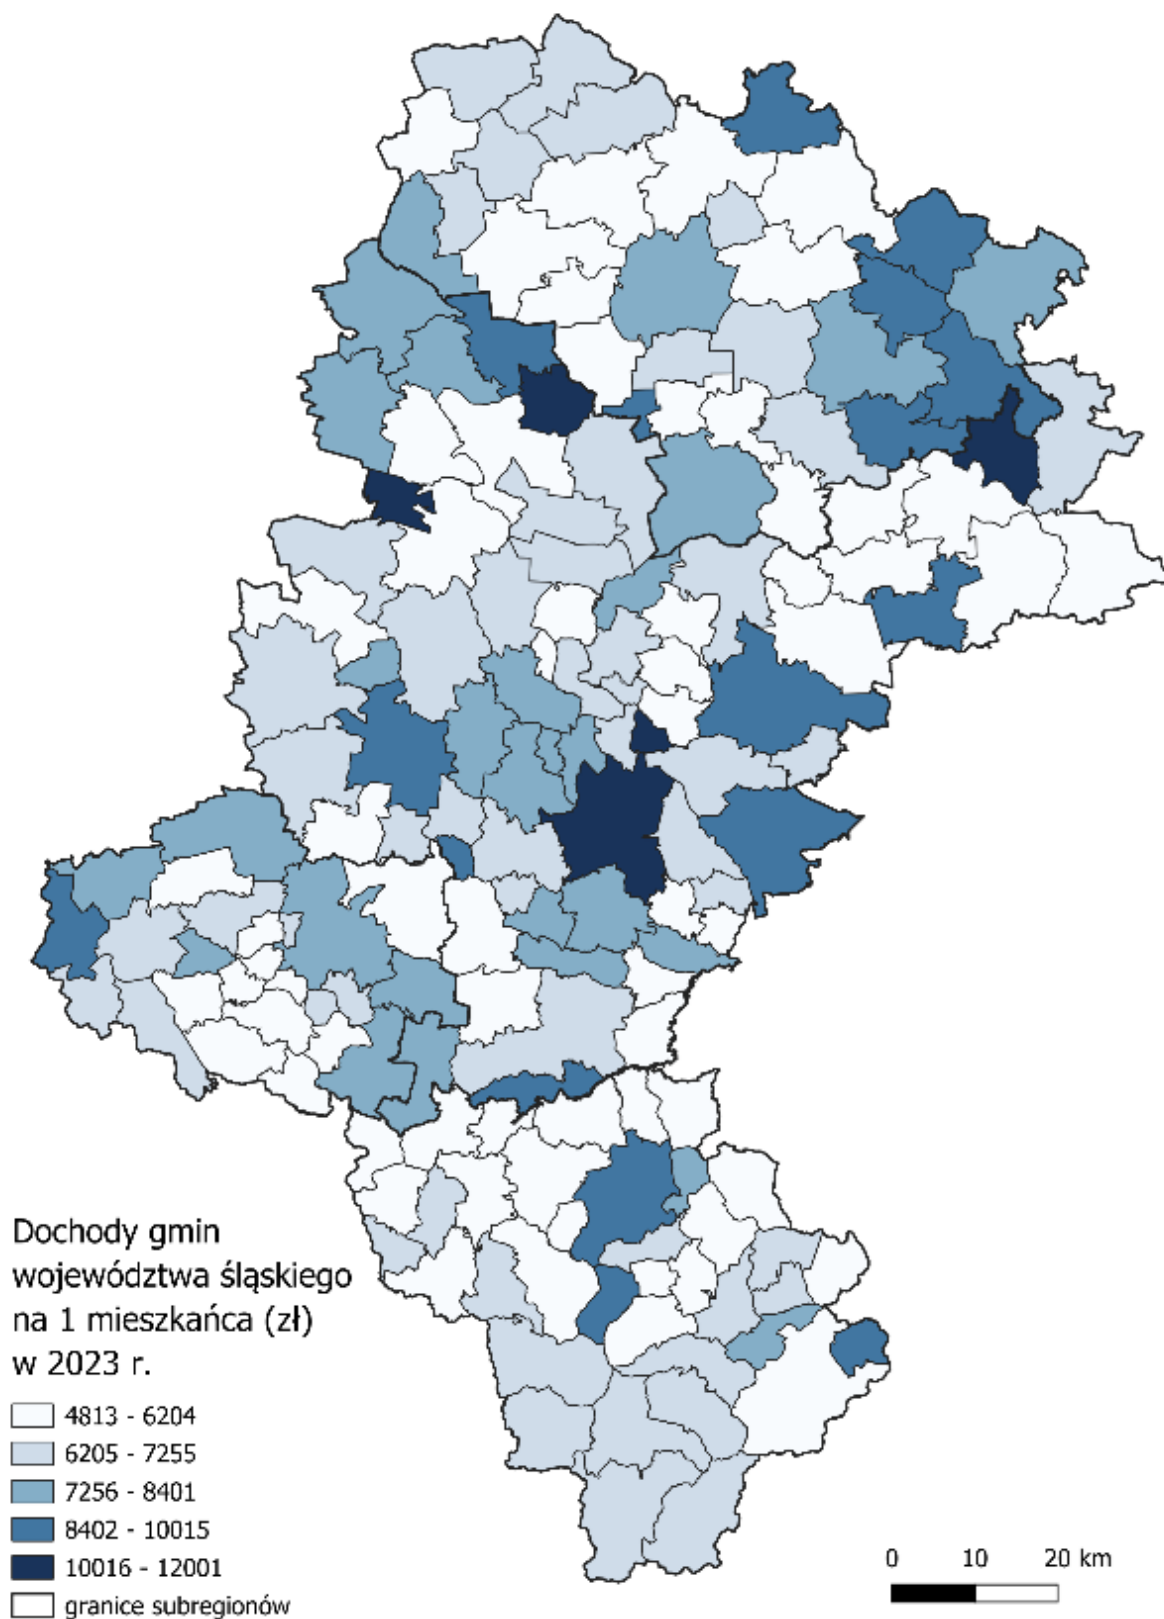 Dochody gmin
województwa śląskiego
na 1 mieszkańca (zł)
w 2023 r.
4813 - 6204
6205 - 7255
7256 - 8401
8402 - 10015
10016 - 12001
granice subregionów
0 10 20 km